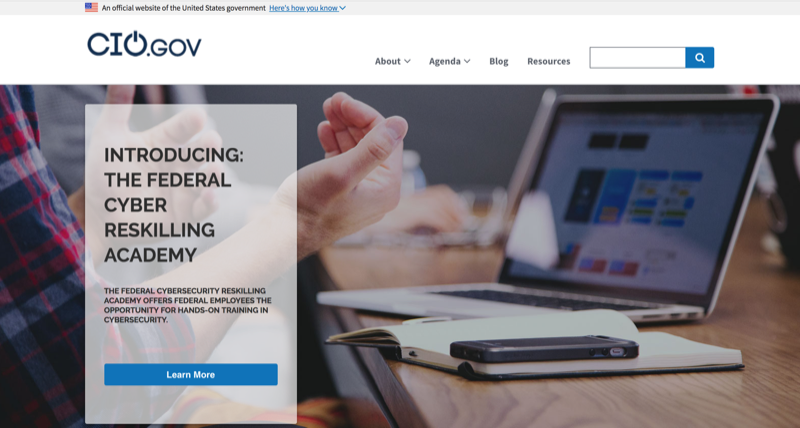 An official website of the United States government Here's how you know
CIO.GOV
About
Agenda
Blog
Resources
INTRODUCING:
THE FEDERAL
CYBER
RESKILLING
ACADEMY
THE FEDERAL CYBERSECURITY RESKILLING
ACADEMY OFFERS FEDERAL EMPLOYEES THE
OPPORTUNITY FOR HANDS-ON TRAINING IN
CYBERSECURITY.
Learn More